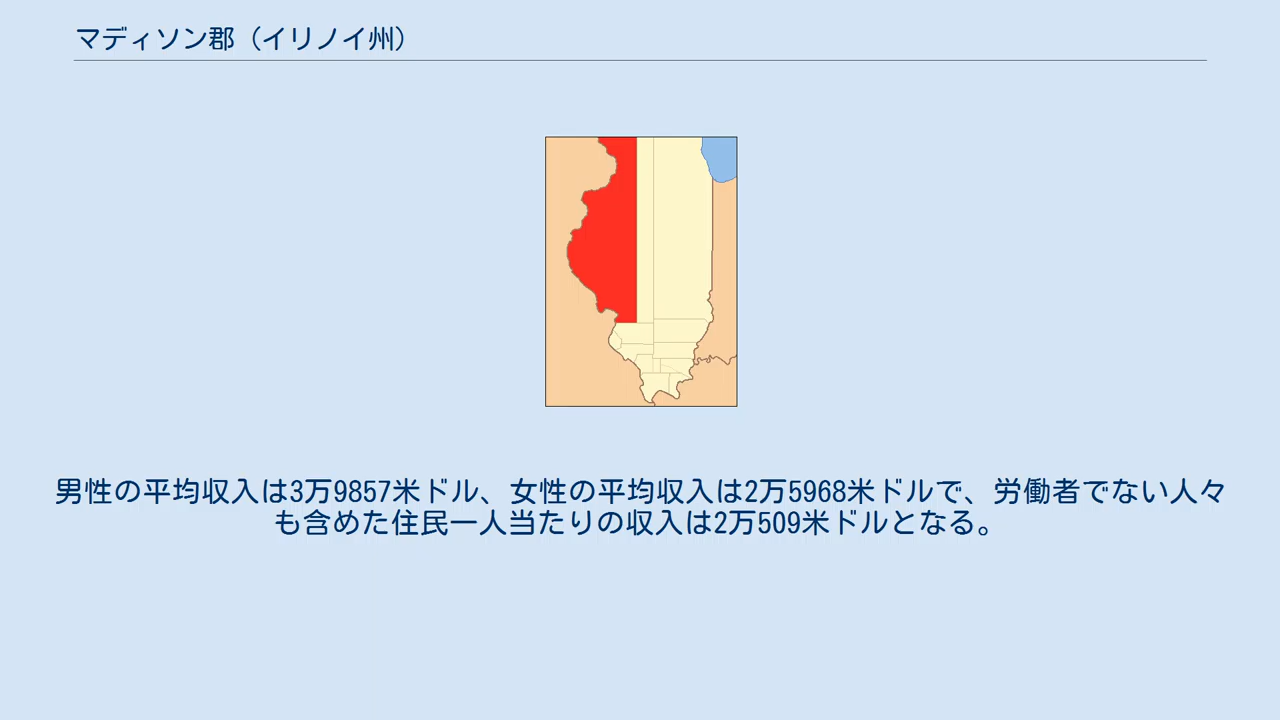 マディソン郡（イリノイ州）
男性の平均収入は3万9857米ドル、女性の平均収入は2万5968米ドルで、労働者でない人々
も含めた住民一人当たりの収入は2万509米ドルとなる。